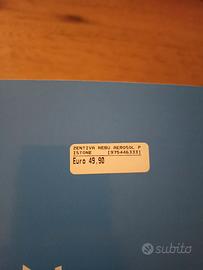 ZENTIVA NEBU AEROSOL P
ISTONE [975446333]
Euro 49,90
subito